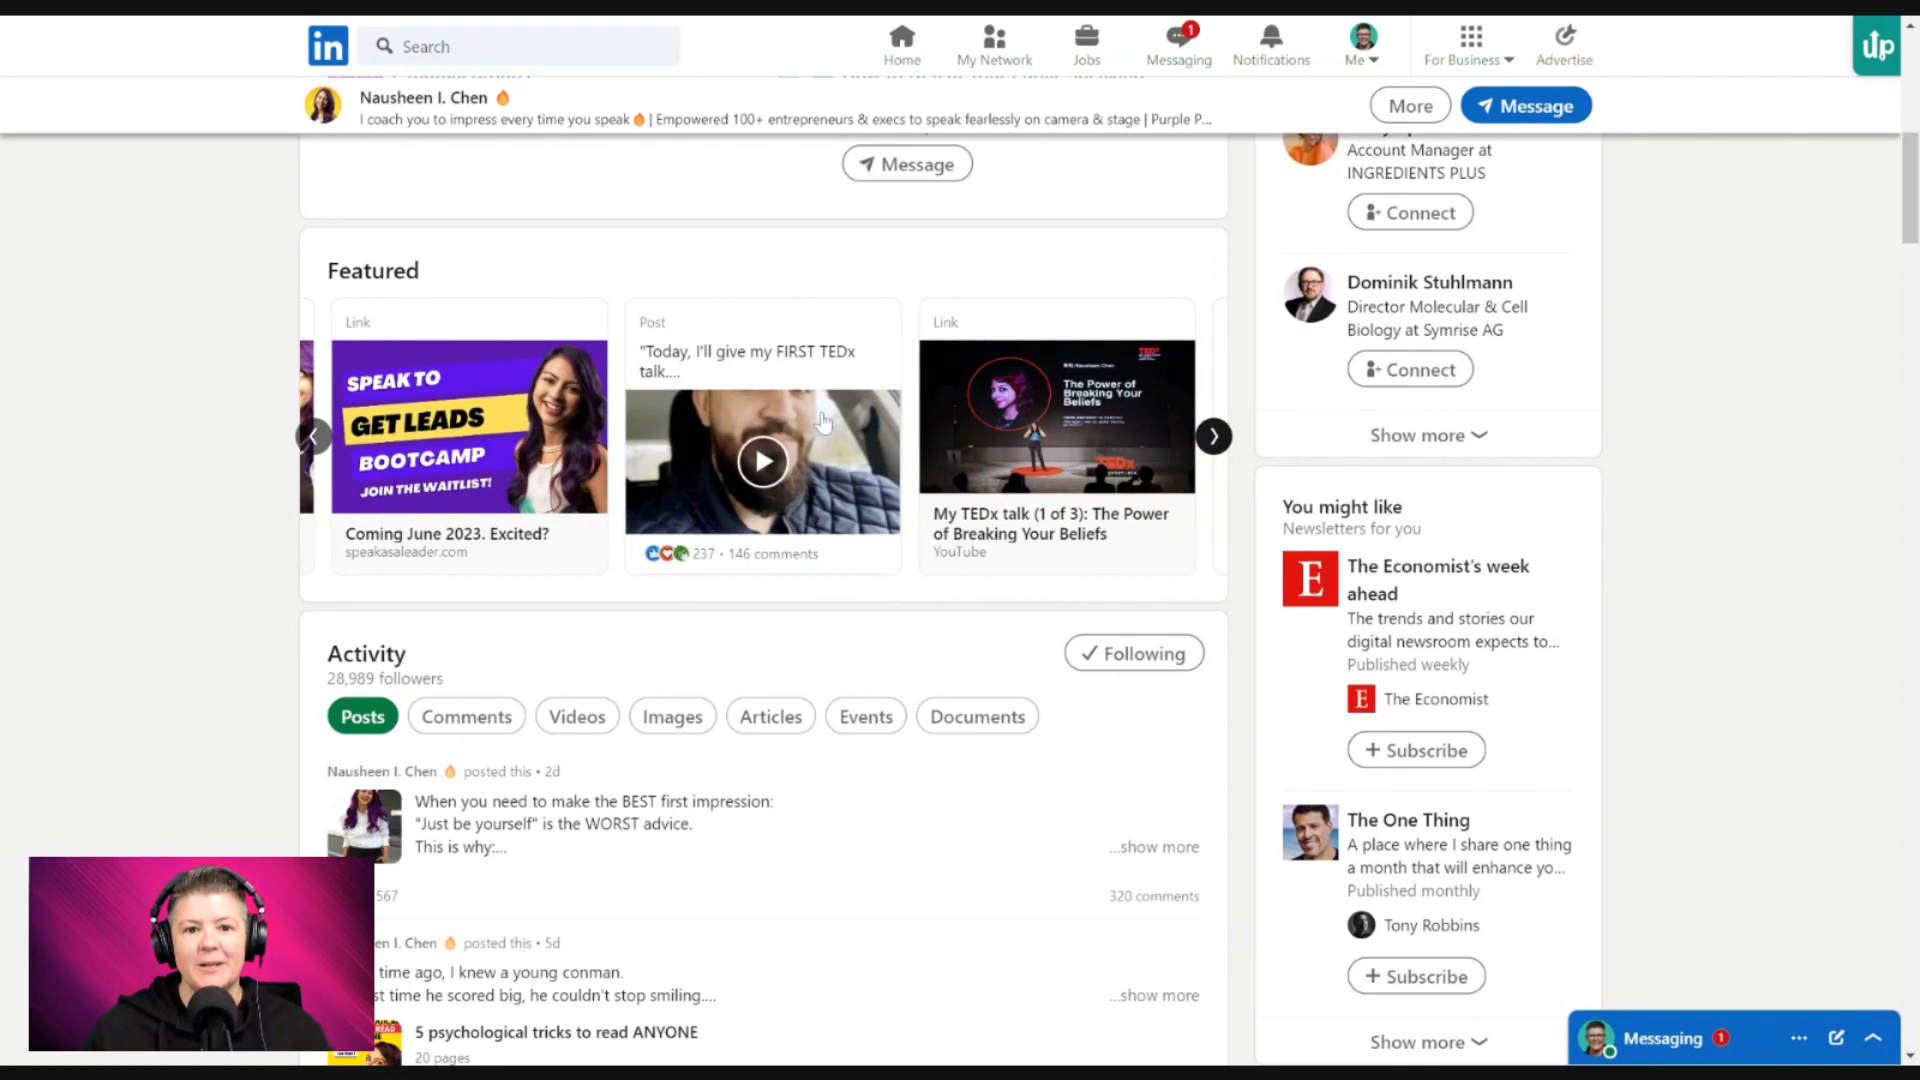 in
Search
Home
My Network
Jobs
1
Messaging
Notifications
Me
For Business
Advertise
up
Nausheen I. Chen 🔥
I coach you to impress every time you speak🔥 | Empowered 100+ entrepreneurs & execs to speak fearlessly on camera & stage | Purple P...
More
Message
Message
Account Manager at
INGREDIENTS PLUS
Connect
Dominik Stuhlmann
Director Molecular & Cell
Biology at Symrise AG
Connect
Show more
Featured
Link
SPEAK TO
GET LEADS
BOOTCAMP
JOIN THE WAITLIST!
Coming June 2023. Excited?
speakasaleader.com
Post
"Today, I'll give my FIRST TEDx
talk....
237 • 146 comments
Link
Nausheen Chen
The Power of
Breaking Your
Beliefs
TEDx
My TEDx talk (1 of 3): The Power
of Breaking Your Beliefs
YouTube
Activity
28,989 followers
Following
Posts
Comments
Videos
Images
Articles
Events
Documents
Nausheen I. Chen 🔥 posted this • 2d
When you need to make the BEST first impression:
"Just be yourself" is the WORST advice.
This is why:...
...show more
567
320 comments
en I. Chen 🔥 posted this • 5d
time ago, I knew a young conman.
st time he scored big, he couldn't stop smiling....
...show more
READ
NE
5 psychological tricks to read ANYONE
20 pages
You might like
Newsletters for you
E
The Economist's week
ahead
The trends and stories our
digital newsroom expects to...
Published weekly
E The Economist
+ Subscribe
The One Thing
A place where I share one thing
a month that will enhance yo...
Published monthly
Tony Robbins
+ Subscribe
Show more
Messaging 1